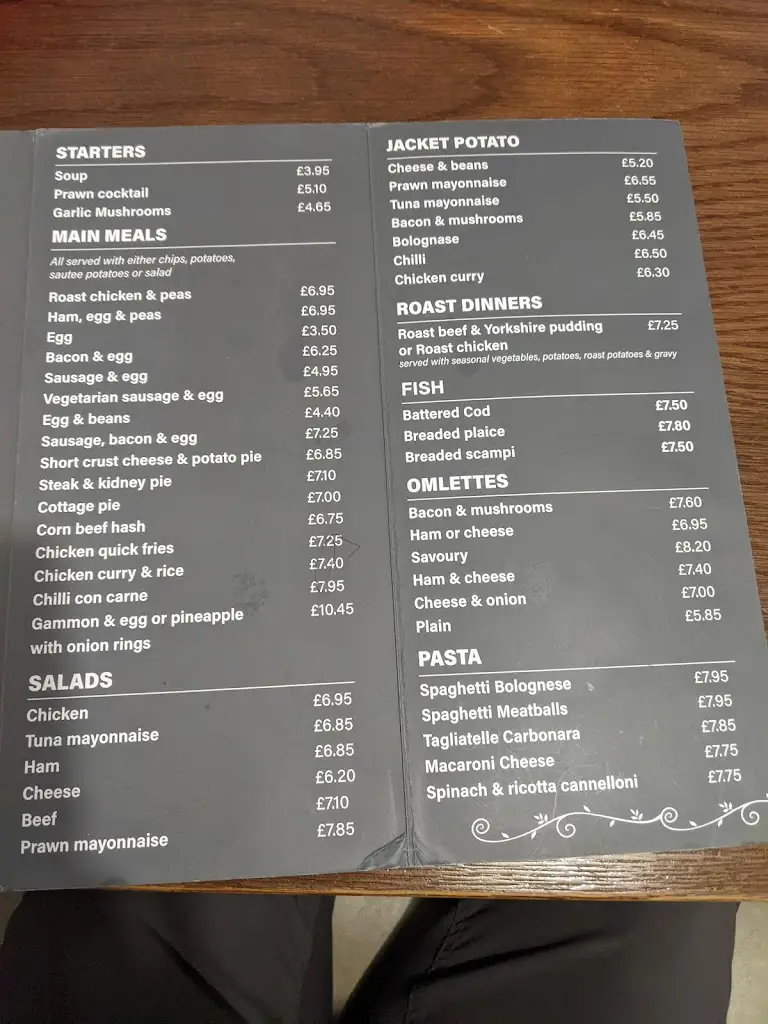 STARTERS
Soup £3.95
Prawn cocktail £5.10
Garlic Mushrooms £4.65
MAIN MEALS
All served with either chips, potatoes,
sautee potatoes or salad
Roast chicken & peas £6.95
Ham, egg & peas £6.95
Egg £3.50
Bacon & egg £6.25
Sausage & egg £4.95
Vegetarian sausage & egg £5.65
Egg & beans £4.40
Sausage, bacon & egg £7.25
Short crust cheese & potato pie £6.85
Steak & kidney pie £7.10
Cottage pie £7.00
Corn beef hash £6.75
Chicken quick fries £7.25
Chicken curry & rice £7.40
Chilli con carne £7.95
Gammon & egg or pineapple £10.45
with onion rings
SALADS
Chicken £6.95
Tuna mayonnaise £6.85
Ham £6.85
Cheese £6.20
Beef £7.10
Prawn mayonnaise £7.85
JACKET POTATO
Cheese & beans £5.20
Prawn mayonnaise £6.55
Tuna mayonnaise £5.50
Bacon & mushrooms £5.85
Bolognase £6.45
Chilli £6.50
Chicken curry £6.30
ROAST DINNERS
Roast beef & Yorkshire pudding £7.25
or Roast chicken
served with seasonal vegetables, potatoes, roast potatoes & gravy
FISH
Battered Cod £7.50
Breaded plaice £7.80
Breaded scampi £7.50
OMLETTES
Bacon & mushrooms £7.60
Ham or cheese £6.95
Savoury £8.20
Ham & cheese £7.40
Cheese & onion £7.00
Plain £5.85
PASTA
Spaghetti Bolognese £7.95
Spaghetti Meatballs £7.95
Tagliatelle Carbonara £7.85
Macaroni Cheese £7.75
Spinach & ricotta cannelloni £7.75